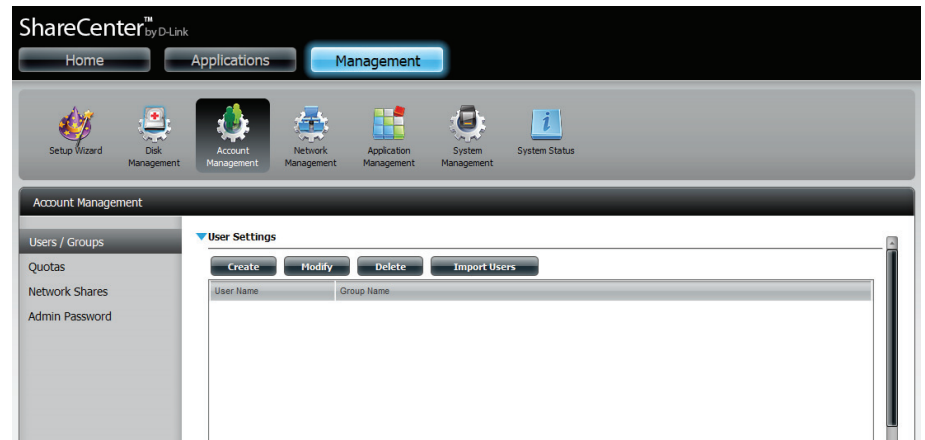 ShareCenter™ by D-Link
Home Applications Management
Setup Wizard Disk Management Account Management Network Management Application Management System Management System Status
Account Management
Users / Groups
Quotas
Network Shares
Admin Password
User Settings
Create Modify Delete Import Users
User Name Group Name